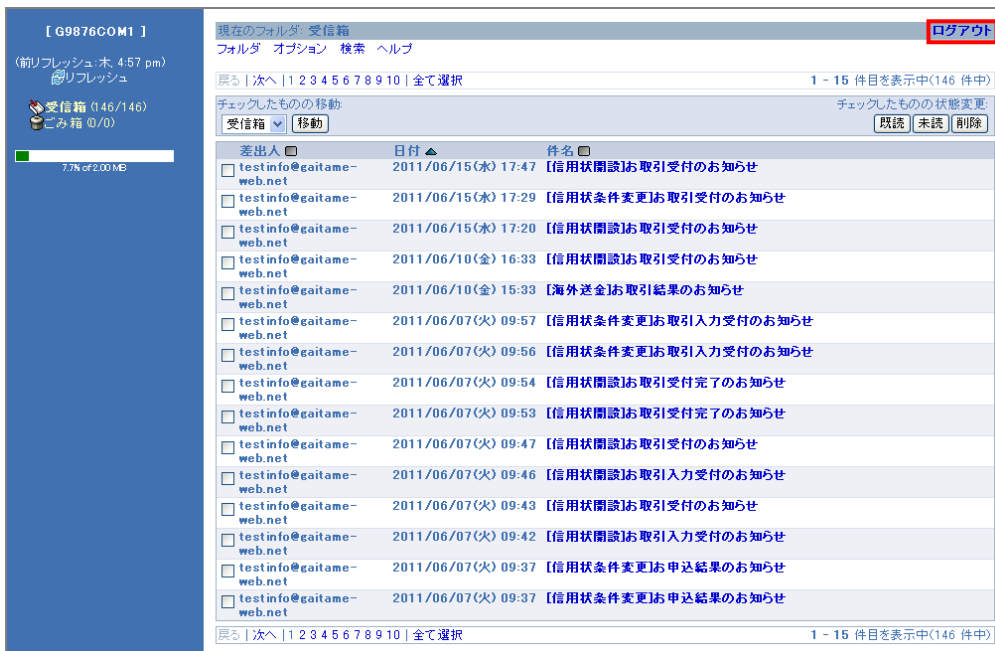 [ G9876COM1 ]
(前リフレッシュ:木, 4:57 pm)
リフレッシュ
受信箱 (146/146)
ごみ箱 (0/0)
7.7% of 2.00 MB
現在のフォルダ: 受信箱
ログアウト
フォルダ オプション 検索 ヘルプ
戻る | 次へ | 1 2 3 4 5 6 7 8 9 10 | 全て選択 1 - 15 件目を表示中(146 件中)
チェックしたものの移動: チェックしたものの状態変更:
受信箱 移動 既読 未読 削除
差出人 日付 件名
testinfo@gaitame- 2011/06/15(水) 17:47 [信用状開設]お取引受付のお知らせ
web.net
testinfo@gaitame- 2011/06/15(水) 17:29 [信用状条件変更]お取引受付のお知らせ
web.net
testinfo@gaitame- 2011/06/15(水) 17:20 [信用状開設]お取引受付のお知らせ
web.net
testinfo@gaitame- 2011/06/10(金) 16:33 [信用状開設]お取引受付のお知らせ
web.net
testinfo@gaitame- 2011/06/10(金) 15:33 [海外送金]お取引結果のお知らせ
web.net
testinfo@gaitame- 2011/06/07(火) 09:57 [信用状条件変更]お取引入力受付のお知らせ
web.net
testinfo@gaitame- 2011/06/07(火) 09:56 [信用状条件変更]お取引入力受付のお知らせ
web.net
testinfo@gaitame- 2011/06/07(火) 09:54 [信用状開設]お取引受付完了のお知らせ
web.net
testinfo@gaitame- 2011/06/07(火) 09:53 [信用状開設]お取引受付完了のお知らせ
web.net
testinfo@gaitame- 2011/06/07(火) 09:47 [信用状開設]お取引受付のお知らせ
web.net
testinfo@gaitame- 2011/06/07(火) 09:46 [信用状開設]お取引入力受付のお知らせ
web.net
testinfo@gaitame- 2011/06/07(火) 09:43 [信用状開設]お取引受付のお知らせ
web.net
testinfo@gaitame- 2011/06/07(火) 09:42 [信用状開設]お取引入力受付のお知らせ
web.net
testinfo@gaitame- 2011/06/07(火) 09:37 [信用状条件変更]お申込結果のお知らせ
web.net
testinfo@gaitame- 2011/06/07(火) 09:37 [信用状条件変更]お申込結果のお知らせ
web.net
戻る | 次へ | 1 2 3 4 5 6 7 8 9 10 | 全て選択 1 - 15 件目を表示中(146 件中)